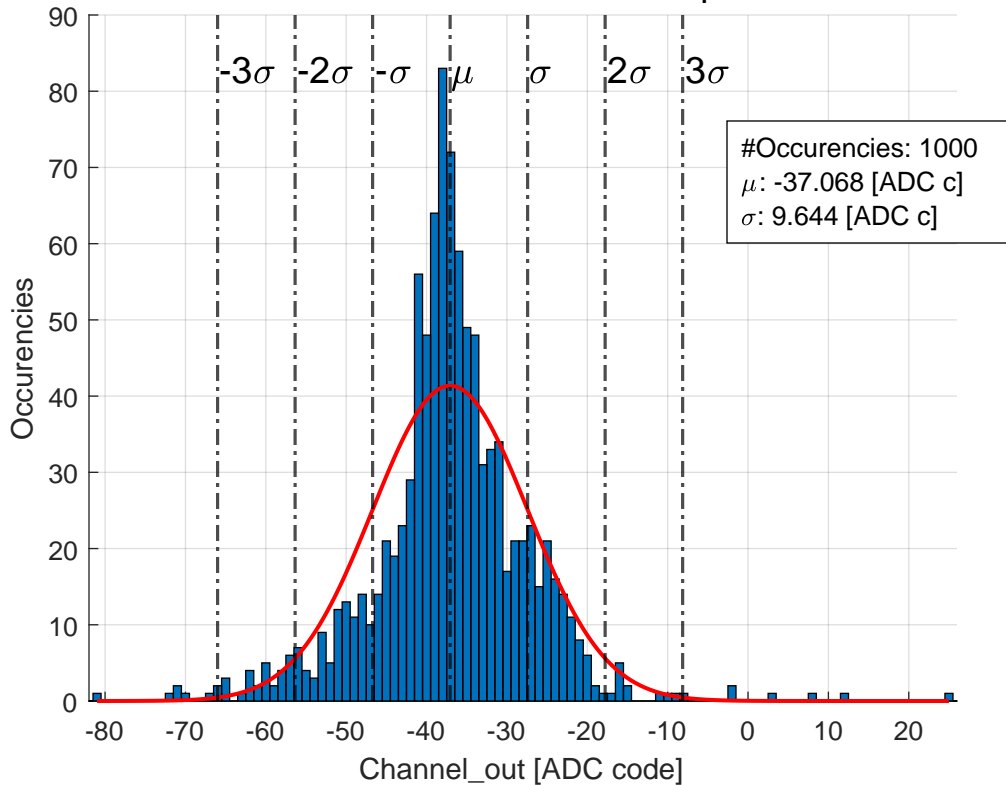 90
80
70
60
50
40
30
20
10
0
Occurencies
-3σ -2σ -σ μ σ 2σ 3σ
#Occurencies: 1000
μ: -37.068 [ADC c]
σ: 9.644 [ADC c]
-80 -70 -60 -50 -40 -30 -20 -10 0 10 20
Channel_out [ADC code]